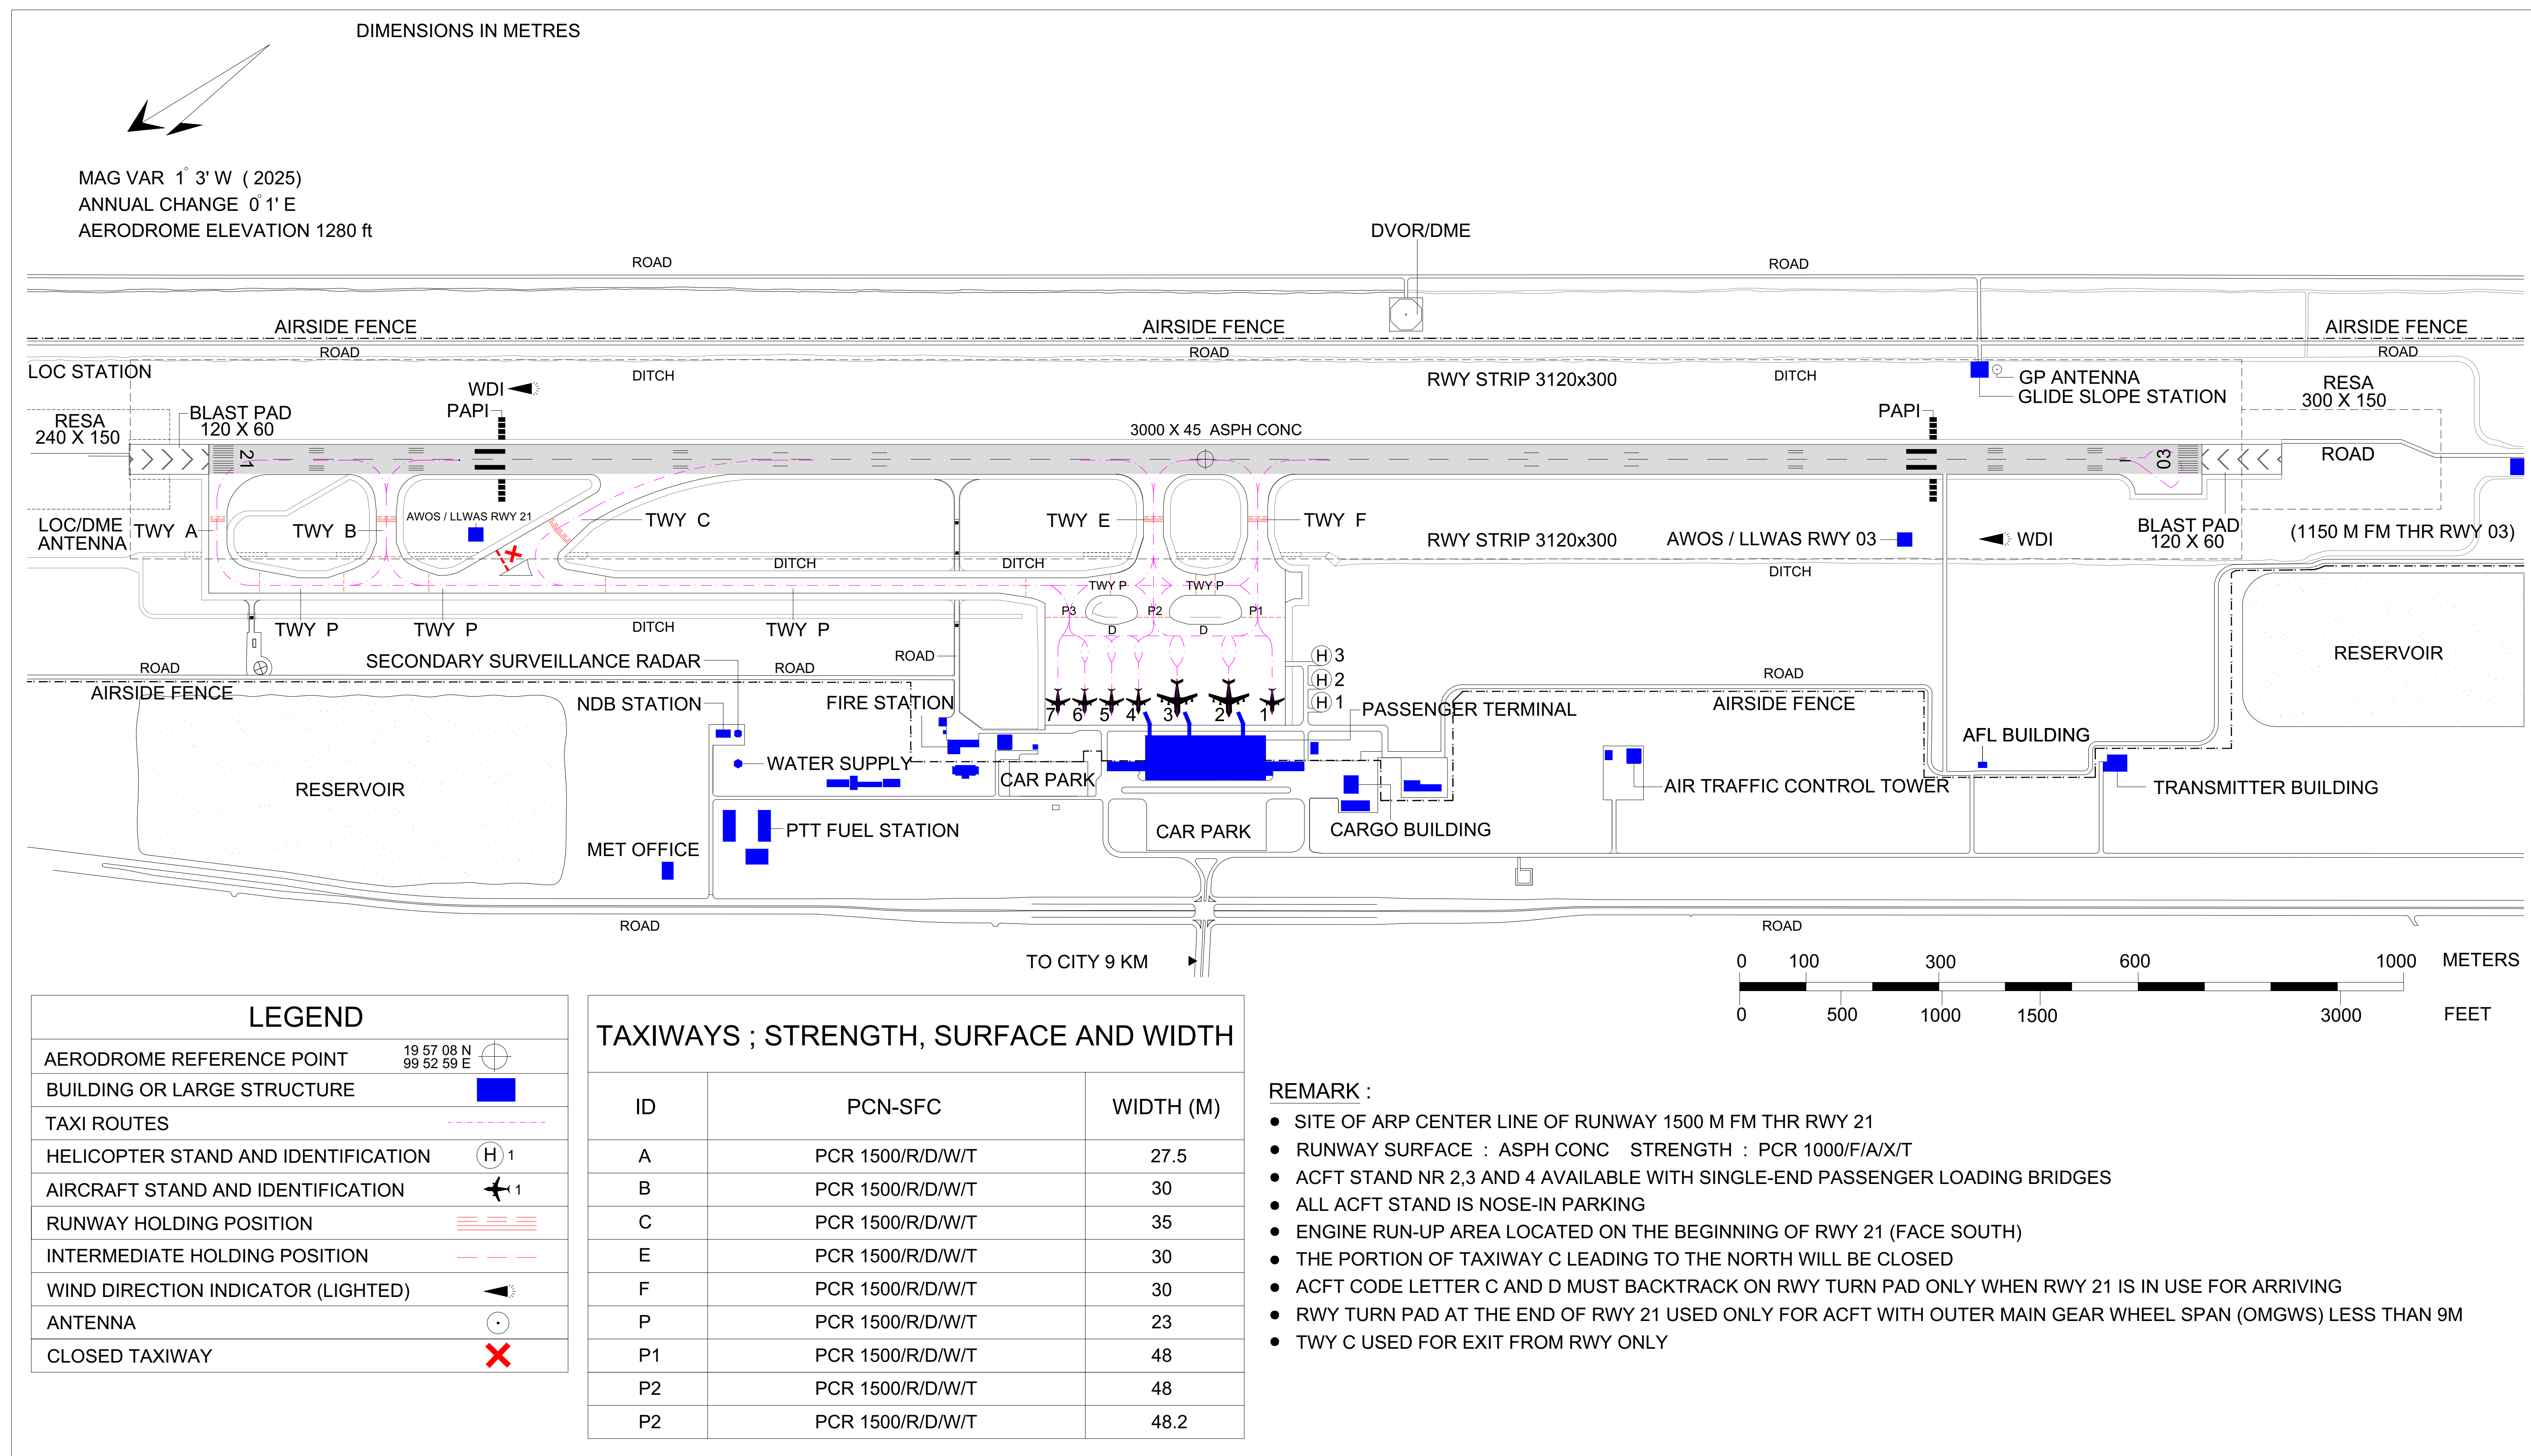 DIMENSIONS IN METRES
MAG VAR 1° 3' W ( 2025)
ANNUAL CHANGE 0° 1' E
AERODROME ELEVATION 1280 ft
DVOR/DME
ROAD
ROAD
AIRSIDE FENCE
AIRSIDE FENCE
AIRSIDE FENCE
ROAD
ROAD
ROAD
LOC STATION
DITCH
RWY STRIP 3120x300
DITCH
GP ANTENNA
GLIDE SLOPE STATION
RESA
300 X 150
WDI
PAPI
PAPI
RESA
240 X 150
BLAST PAD
120 X 60
3000 X 45 ASPH CONC
21
03
ROAD
LOC/DME
ANTENNA
TWY A
TWY B
AWOS / LLWAS RWY 21
TWY C
TWY E
TWY F
RWY STRIP 3120x300
AWOS / LLWAS RWY 03
WDI
BLAST PAD
120 X 60
(1150 M FM THR RWY 03)
DITCH
DITCH
DITCH
TWY P
TWY P
P3
P2
P1
D
D
TWY P
TWY P
TWY P
DITCH
ROAD
SECONDARY SURVEILLANCE RADAR
ROAD
ROAD
H 3
H 2
H 1
ROAD
RESERVOIR
AIRSIDE FENCE
NDB STATION
FIRE STATION
7
6
5
4
3
2
1
PASSENGER TERMINAL
AIRSIDE FENCE
AFL BUILDING
WATER SUPPLY
CAR PARK
RESERVOIR
AIR TRAFFIC CONTROL TOWER
TRANSMITTER BUILDING
PTT FUEL STATION
CAR PARK
CARGO BUILDING
MET OFFICE
ROAD
ROAD
TO CITY 9 KM
0 100 300 600 1000 METERS
0 500 1000 1500 3000 FEET
LEGEND
AERODROME REFERENCE POINT 19 57 08 N
99 52 59 E
BUILDING OR LARGE STRUCTURE
TAXI ROUTES
HELICOPTER STAND AND IDENTIFICATION H 1
AIRCRAFT STAND AND IDENTIFICATION 1
RUNWAY HOLDING POSITION
INTERMEDIATE HOLDING POSITION
WIND DIRECTION INDICATOR (LIGHTED)
ANTENNA
CLOSED TAXIWAY
TAXIWAYS ; STRENGTH, SURFACE AND WIDTH
ID PCN-SFC WIDTH (M)
A PCR 1500/R/D/W/T 27.5
B PCR 1500/R/D/W/T 30
C PCR 1500/R/D/W/T 35
E PCR 1500/R/D/W/T 30
F PCR 1500/R/D/W/T 30
P PCR 1500/R/D/W/T 23
P1 PCR 1500/R/D/W/T 48
P2 PCR 1500/R/D/W/T 48
P2 PCR 1500/R/D/W/T 48.2
REMARK :
● SITE OF ARP CENTER LINE OF RUNWAY 1500 M FM THR RWY 21
● RUNWAY SURFACE : ASPH CONC STRENGTH : PCR 1000/F/A/X/T
● ACFT STAND NR 2,3 AND 4 AVAILABLE WITH SINGLE-END PASSENGER LOADING BRIDGES
● ALL ACFT STAND IS NOSE-IN PARKING
● ENGINE RUN-UP AREA LOCATED ON THE BEGINNING OF RWY 21 (FACE SOUTH)
● THE PORTION OF TAXIWAY C LEADING TO THE NORTH WILL BE CLOSED
● ACFT CODE LETTER C AND D MUST BACKTRACK ON RWY TURN PAD ONLY WHEN RWY 21 IS IN USE FOR ARRIVING
● RWY TURN PAD AT THE END OF RWY 21 USED ONLY FOR ACFT WITH OUTER MAIN GEAR WHEEL SPAN (OMGWS) LESS THAN 9M
● TWY C USED FOR EXIT FROM RWY ONLY